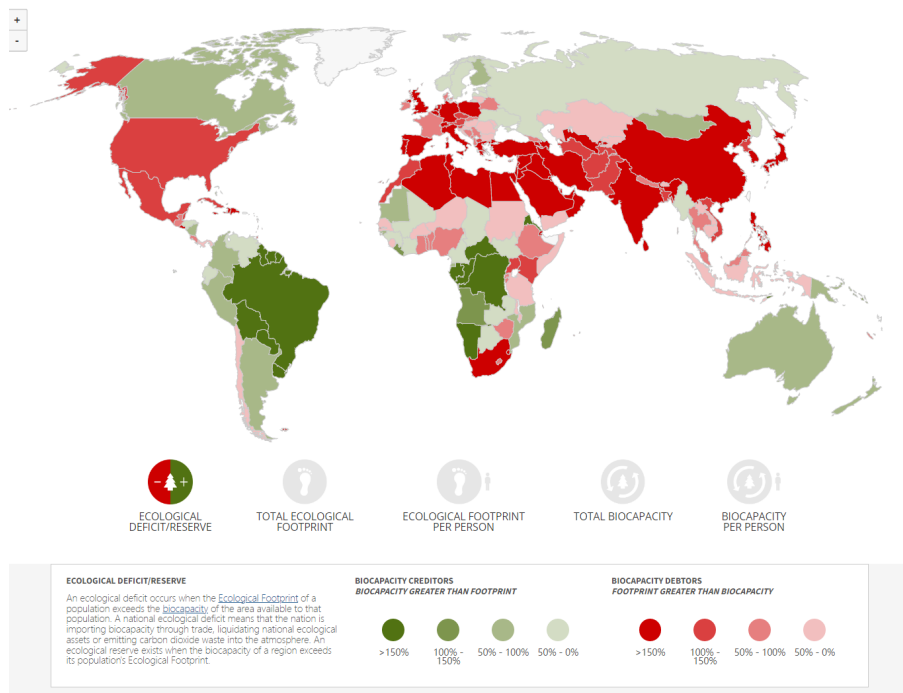 +
-
ECOLOGICAL
DEFICIT/RESERVE
TOTAL ECOLOGICAL
FOOTPRINT
ECOLOGICAL FOOTPRINT
PER PERSON
TOTAL BIOCAPACITY
BIOCAPACITY
PER PERSON
ECOLOGICAL DEFICIT/RESERVE
An ecological deficit occurs when the Ecological Footprint of a
population exceeds the biocapacity of the area available to that
population. A national ecological deficit means that the nation is
importing biocapacity through trade, liquidating national ecological
assets or emitting carbon dioxide waste into the atmosphere. An
ecological reserve exists when the biocapacity of a region exceeds
its population's Ecological Footprint.
BIOCAPACITY CREDITORS
BIOCAPACITY GREATER THAN FOOTPRINT
>150%
100% -
150%
50% - 100%
50% - 0%
BIOCAPACITY DEBTORS
FOOTPRINT GREATER THAN BIOCAPACITY
>150%
100% -
150%
50% - 100%
50% - 0%